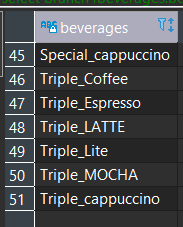 beverages
45 Special_cappuccino
46 Triple_Coffee
47 Triple_Espresso
48 Triple_LATTE
49 Triple_Lite
50 Triple_MOCHA
51 Triple_cappuccino